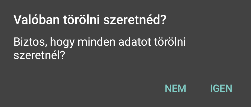 Valóban törölni szeretnéd?
Biztos, hogy minden adatot törölni
szeretnél?
NEM IGEN